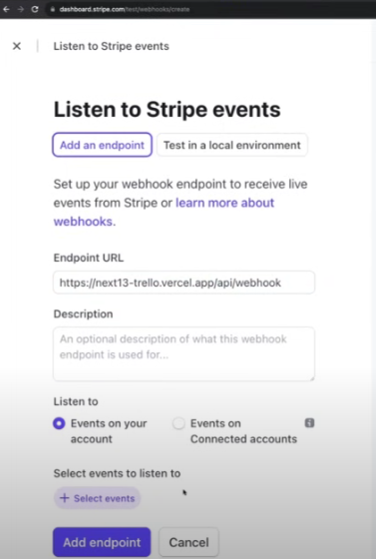 dashboard.stripe.com/test/webhooks/create
Listen to Stripe events
Listen to Stripe events
Add an endpoint
Test in a local environment
Set up your webhook endpoint to receive live
events from Stripe or learn more about
webhooks.
Endpoint URL
https://next13-trello.vercel.app/api/webhook
Description
An optional description of what this webhook
endpoint is used for...
Listen to
Events on your
account
Events on
Connected accounts
Select events to listen to
+ Select events
Add endpoint
Cancel